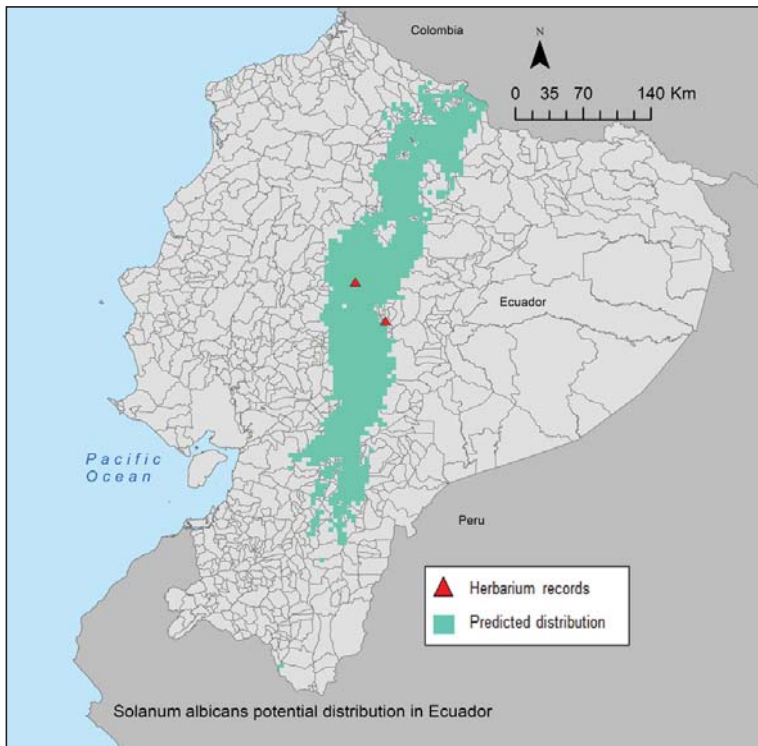 Colombia
N
0 35 70 140 Km
Ecuador
Pacific
Ocean
Peru
Herbarium records
Predicted distribution
Solanum albicans potential distribution in Ecuador